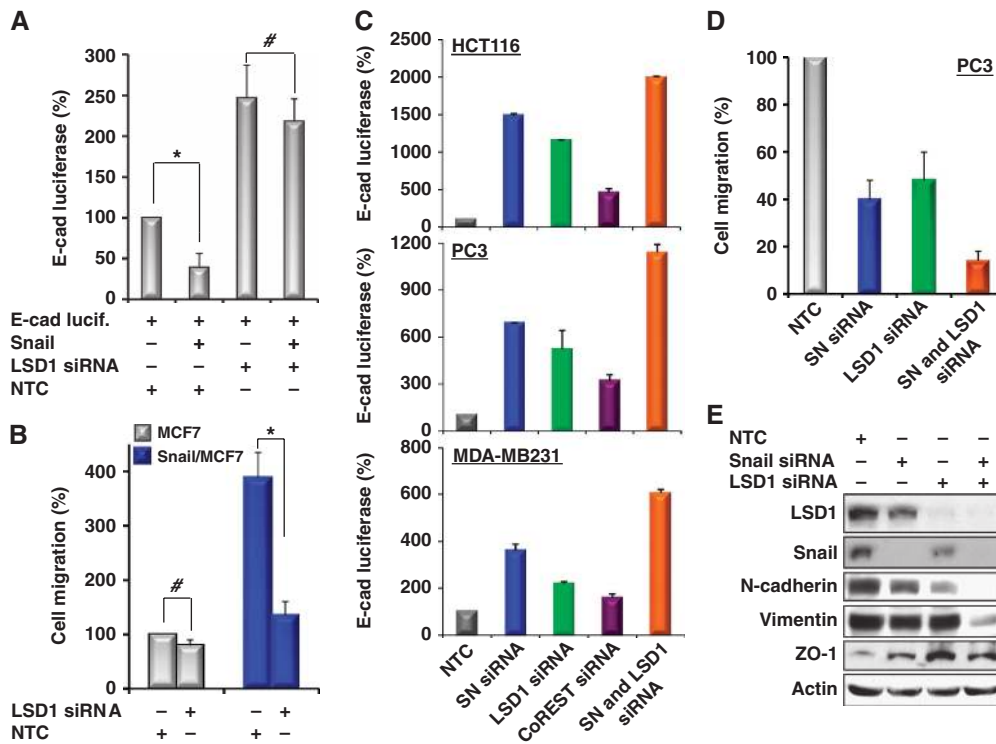 A
E-cad luciferase (%)
300
250
200
150
100
50
0
*
#
E-cad lucif. + + + +
Snail – + – +
LSD1 siRNA – – + +
NTC + + – –
B
Cell migration (%)
400
300
200
100
0
MCF7
Snail/MCF7
#
*
LSD1 siRNA – + – +
NTC + – + –
C
HCT116
E-cad luciferase (%)
2500
2000
1500
1000
500
0
PC3
E-cad luciferase (%)
1200
900
600
300
0
MDA-MB231
E-cad luciferase (%)
800
600
400
200
0
NTC
SN siRNA
LSD1 siRNA
CoREST siRNA
SN and LSD1
siRNA
D
PC3
Cell migration (%)
100
80
60
40
20
0
NTC
SN siRNA
LSD1 siRNA
SN and LSD1
siRNA
E
NTC + – – –
Snail siRNA – + – +
LSD1 siRNA – – + +
LSD1
Snail
N-cadherin
Vimentin
ZO-1
Actin